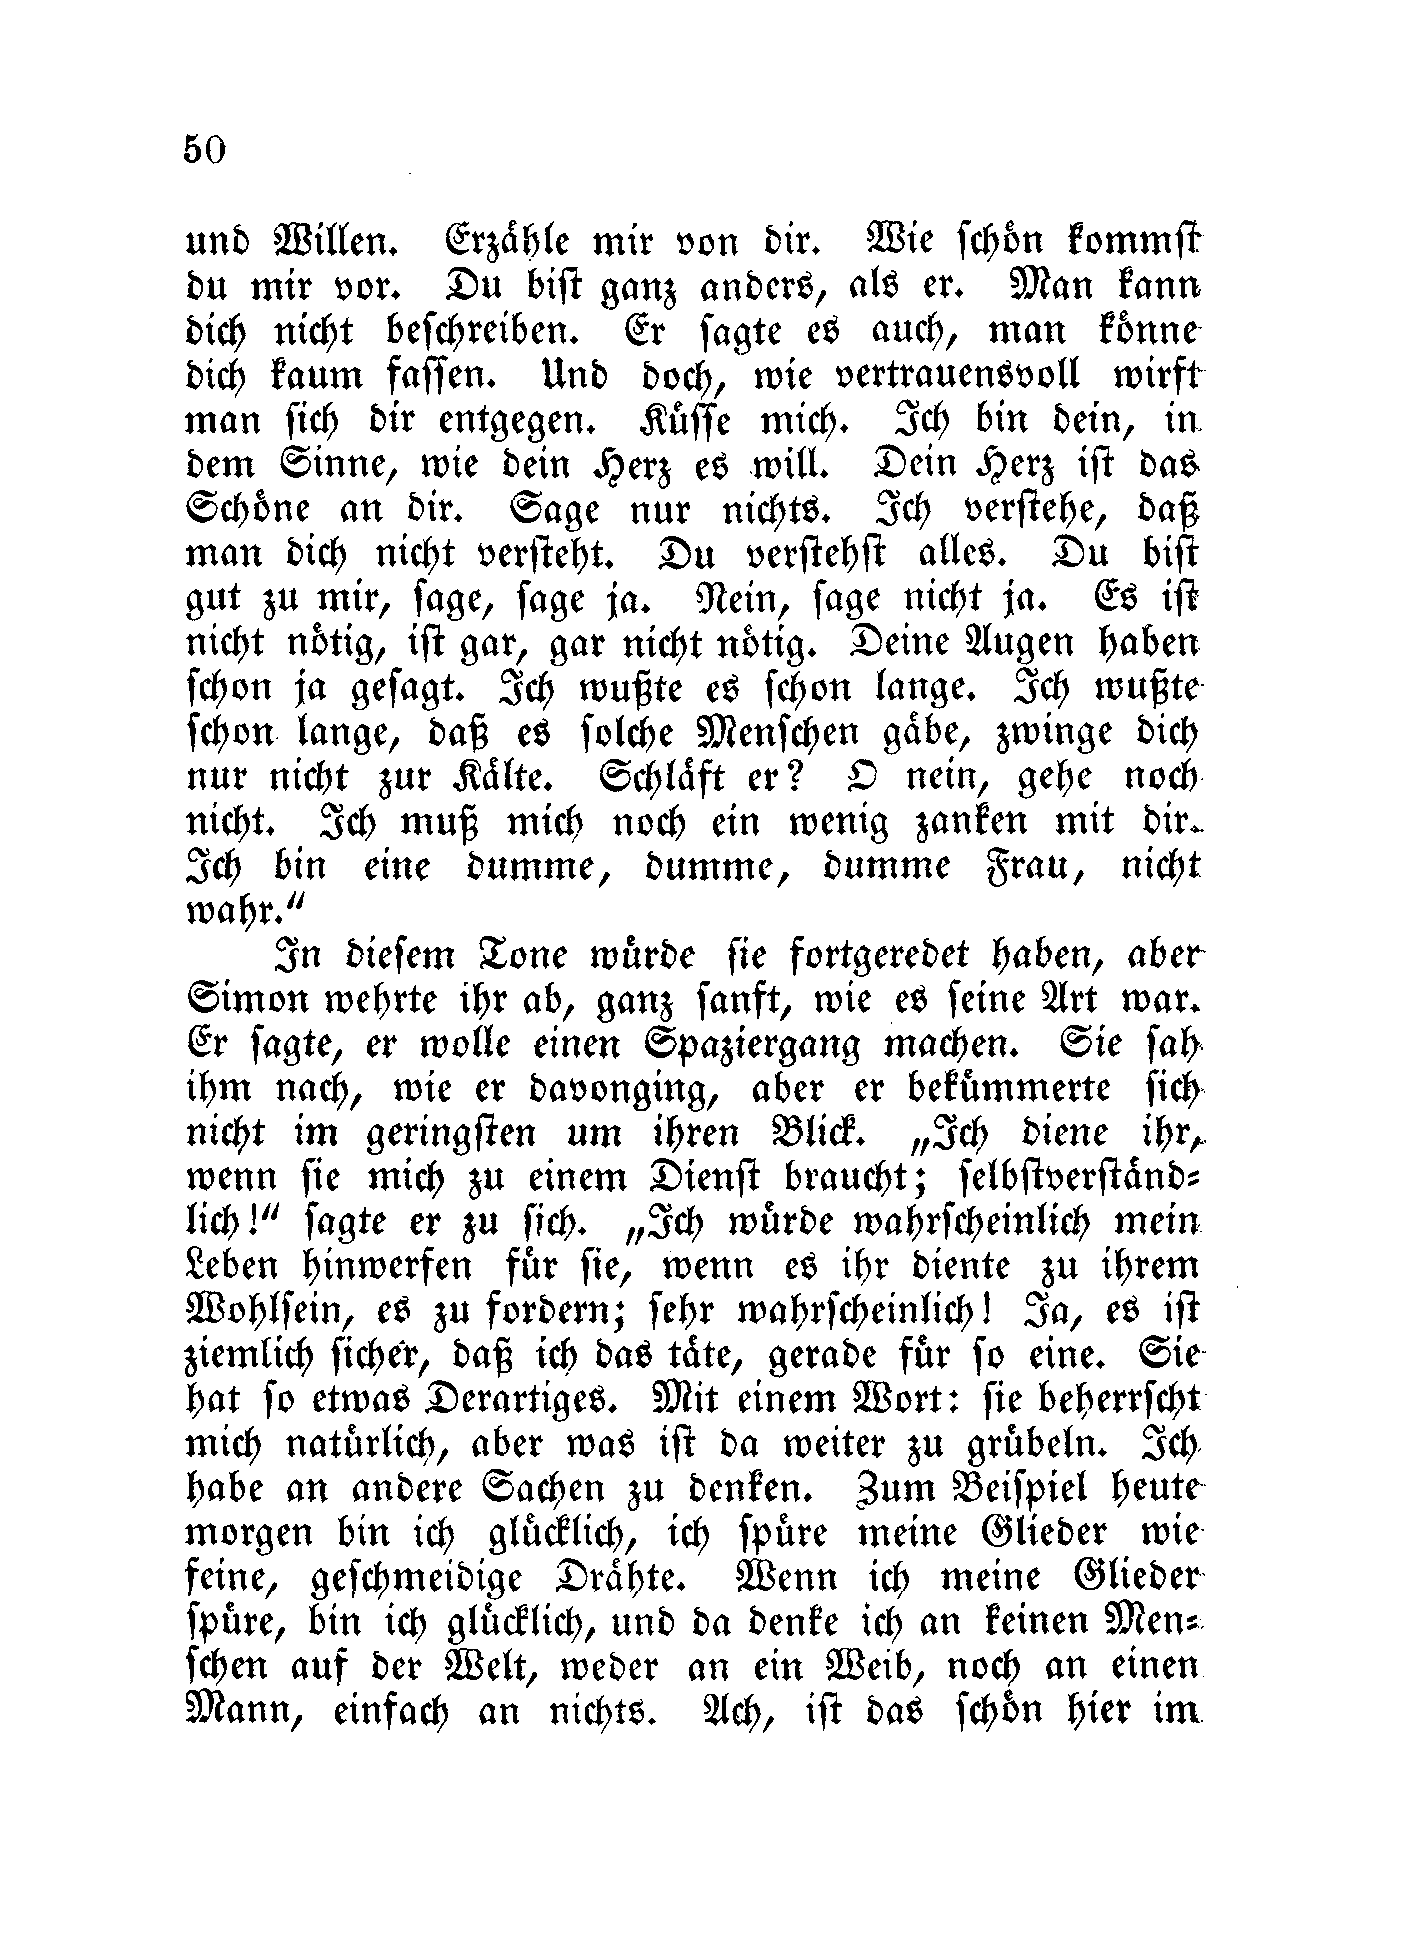 50
und Willen. Erzähle mir von dir. Wie schön kommst
du mir vor. Du bist ganz anders, als er. Man kann
dich nicht beschreiben. Er sagte es auch, man könne
dich kaum fassen. Und doch, wie vertrauensvoll wirft
man sich dir entgegen. Küsse mich. Ich bin dein, in
dem Sinne, wie dein Herz es will. Dein Herz ist das
Schöne an dir. Sage nur nichts. Ich verstehe, daß
man dich nicht versteht. Du verstehst alles. Du bist
gut zu mir, sage, sage ja. Nein, sage nicht ja. Es ist
nicht nötig, ist gar, gar nicht nötig. Deine Augen haben
schon ja gesagt. Ich wußte es schon lange. Ich wußte
schon lange, daß es solche Menschen gäbe, zwinge dich
nur nicht zur Kälte. Schläft er? O nein, gehe noch
nicht. Ich muß mich noch ein wenig zanken mit dir.
Ich bin eine dumme, dumme, dumme Frau, nicht
wahr.“
In diesem Tone würde sie fortgeredet haben, aber
Simon wehrte ihr ab, ganz sanft, wie es seine Art war.
Er sagte, er wolle einen Spaziergang machen. Sie sah
ihm nach, wie er davonging, aber er bekümmerte sich
nicht im geringsten um ihren Blick. „Ich diene ihr,
wenn sie mich zu einem Dienst braucht; selbstverständ-
lich!“ sagte er zu sich. „Ich würde wahrscheinlich mein
Leben hinwerfen für sie, wenn es ihr diente zu ihrem
Wohlsein, es zu fordern; sehr wahrscheinlich! Ja, es ist
ziemlich sicher, daß ich das täte, gerade für so eine. Sie
hat so etwas Derartiges. Mit einem Wort: sie beherrscht
mich natürlich, aber was ist da weiter zu grübeln. Ich
habe an andere Sachen zu denken. Zum Beispiel heute
morgen bin ich glücklich, ich spüre meine Glieder wie
feine, geschmeidige Drähte. Wenn ich meine Glieder
spüre, bin ich glücklich, und da denke ich an keinen Men-
schen auf der Welt, weder an ein Weib, noch an einen
Mann, einfach an nichts. Ach, ist das schön hier im